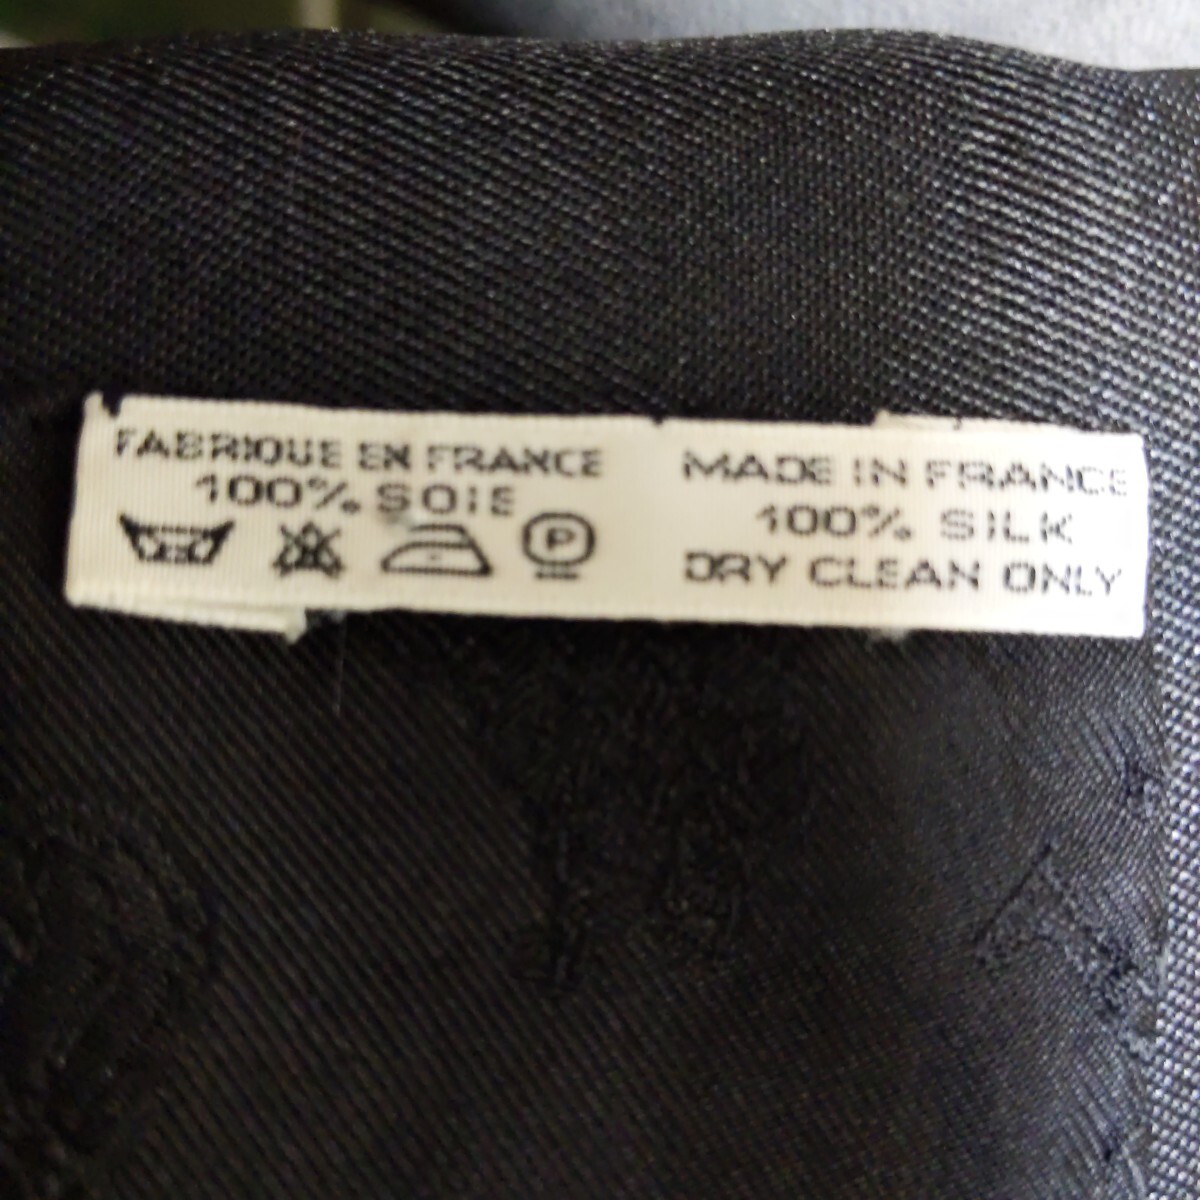 FABRIQUE EN FRANCE
100% SOIE
P
MADE IN FRANCE
100% SILK
DRY CLEAN ONLY